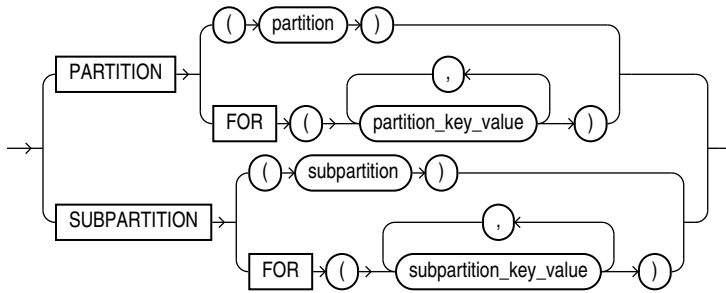 ( partition )
PARTITION
,
FOR ( partition_key_value )
( subpartition )
SUBPARTITION
,
FOR ( subpartition_key_value )